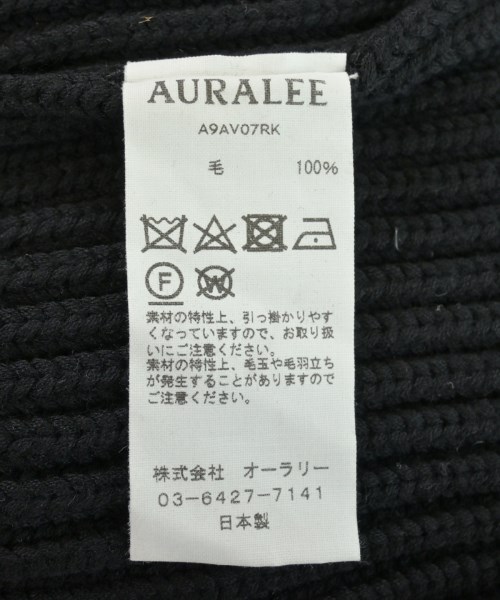 AURALEE
A9AV07RK
毛 100%
F W
素材の特性上、引っ掛かりやす
くなっていますので、お取り扱
いにご注意ください。
素材の特性上、毛玉や毛羽立ち
が発生することがありますので
ご注意ください。
株式会社 オーラリー
03-6427-7141
日本製